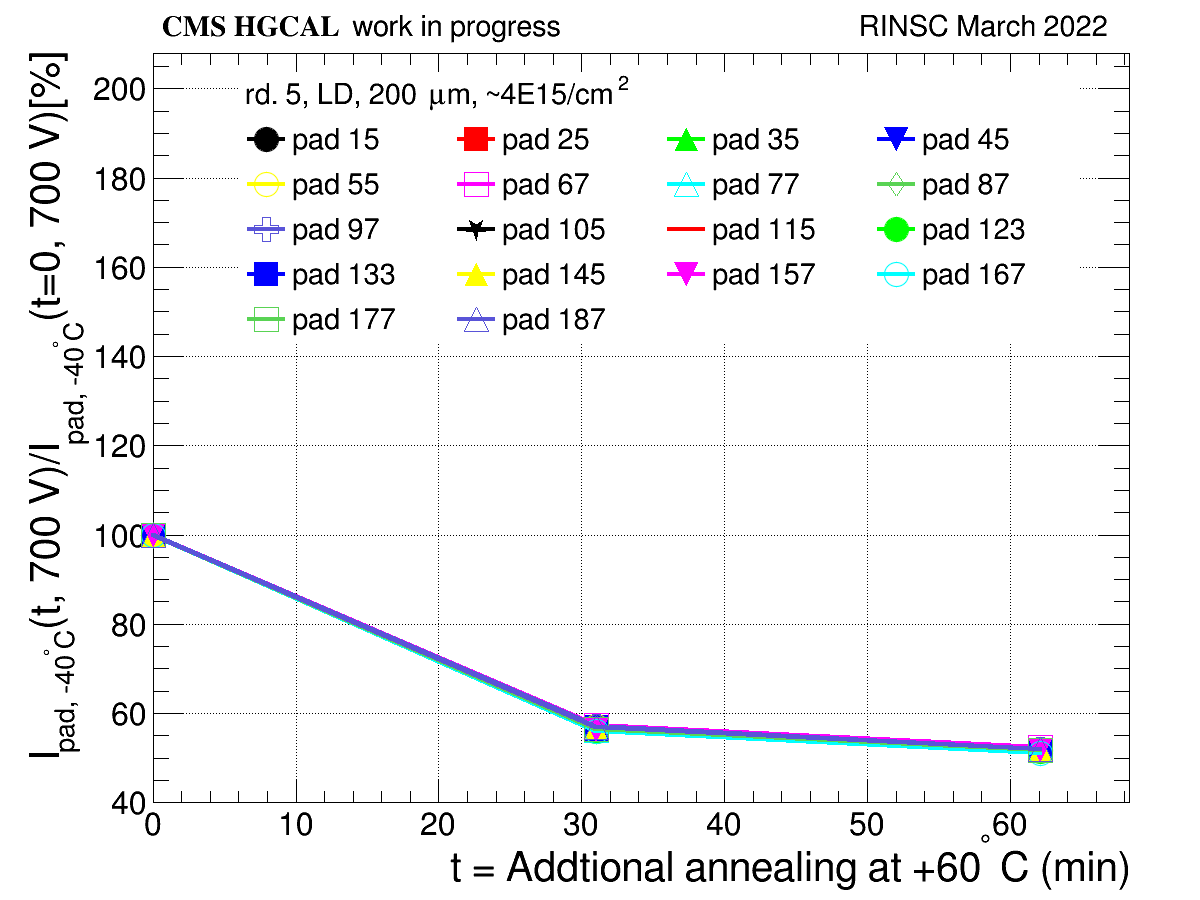 CMS HGCAL work in progress RINSC March 2022
rd. 5, LD, 200 μm, ~4E15/cm²
pad 15 pad 25 pad 35 pad 45
pad 55 pad 67 pad 77 pad 87
pad 97 pad 105 pad 115 pad 123
pad 133 pad 145 pad 157 pad 167
pad 177 pad 187
I_pad, -40°C(t, 700 V)/I_pad, -40°C(t=0, 700 V)[%]
200
180
160
140
120
100
80
60
40
0 10 20 30 40 50 60
t = Addtional annealing at +60°C (min)